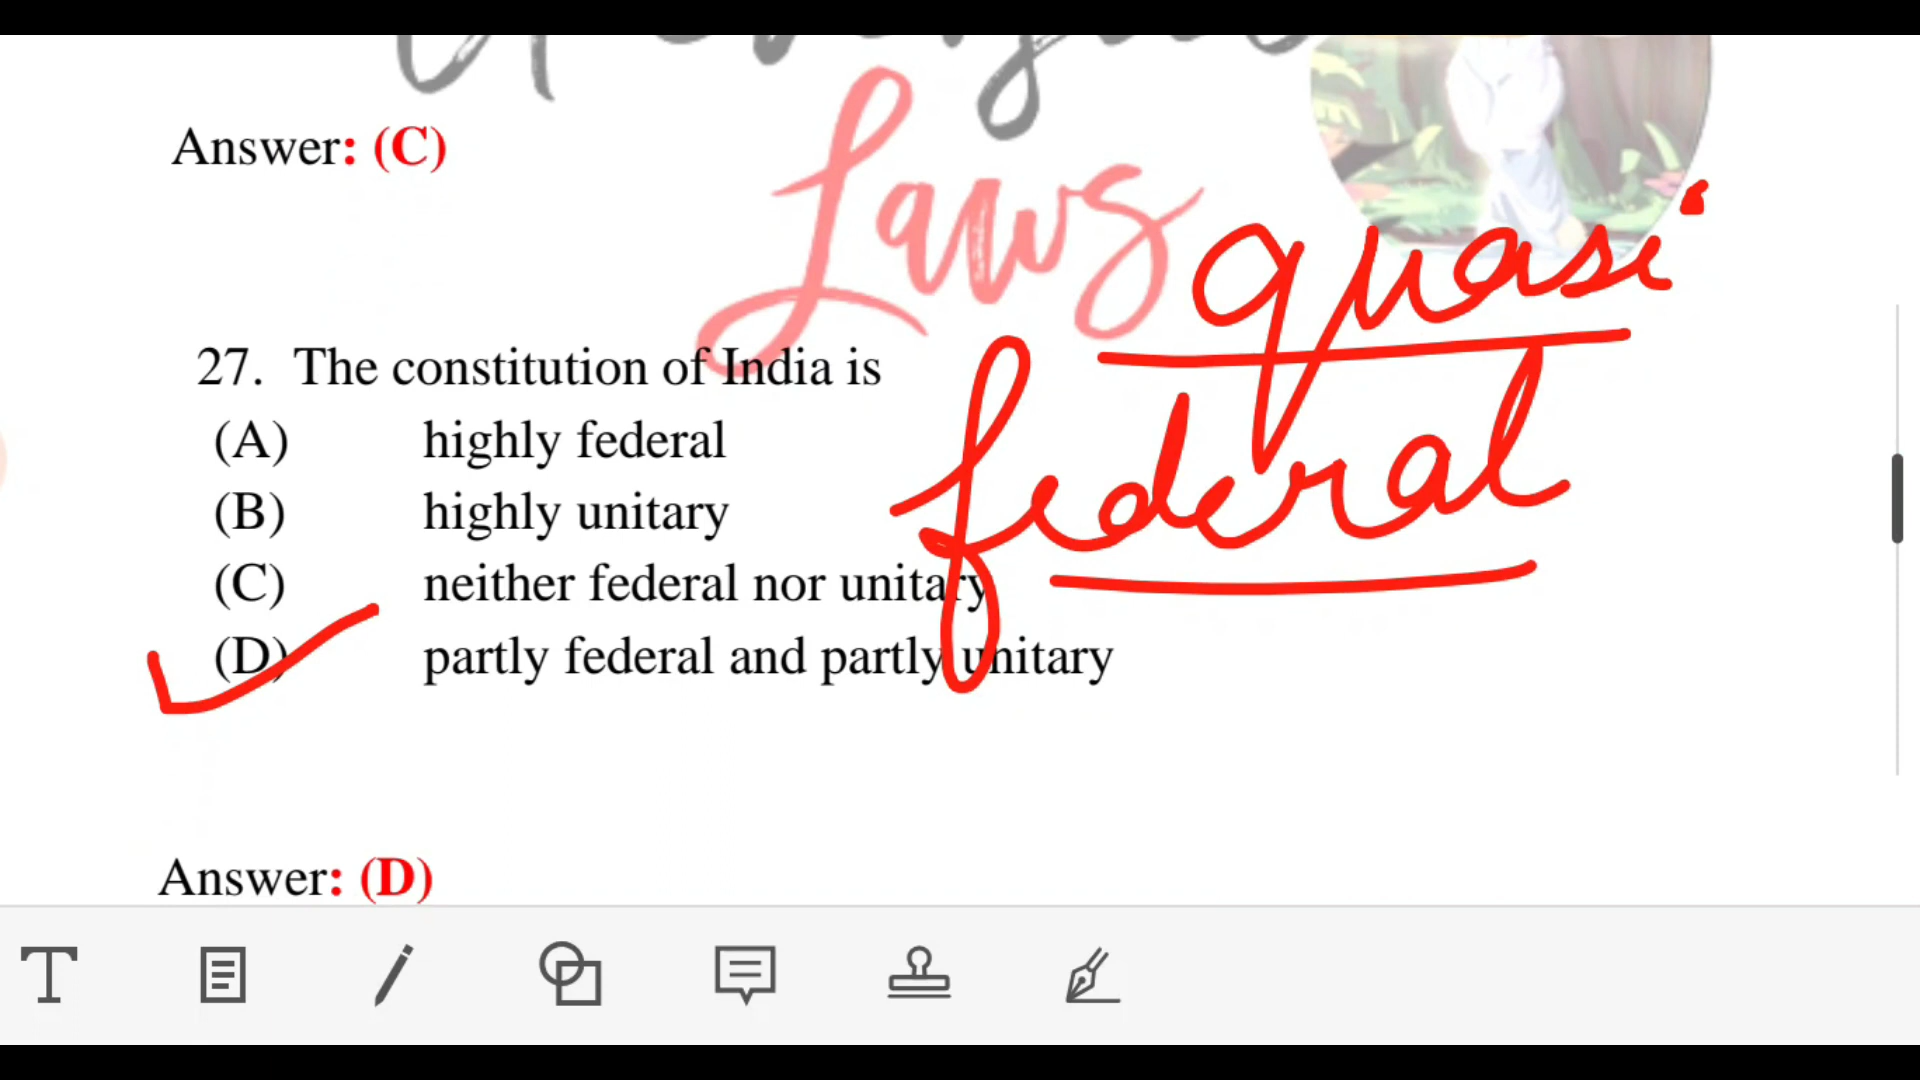 Laws
Answer: (C)
quasi
27. The constitution of India is
federal
(A) highly federal
(B) highly unitary
(C) neither federal nor unitary
(D) partly federal and partly unitary
Answer: (D)
T